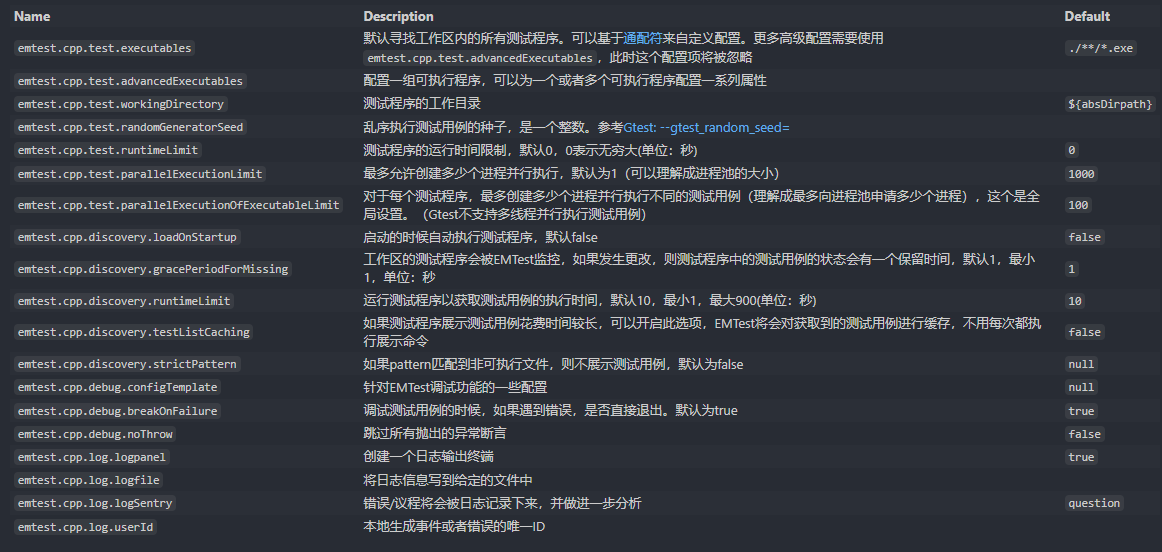 Name Description Default
emtest.cpp.test.executables 默认寻找工作区内的所有测试程序。可以基于通配符来自定义配置。更多高级配置需要使用 ./**/*.exe
emtest.cpp.test.advancedExecutables，此时这个配置项将被忽略
emtest.cpp.test.advancedExecutables 配置一组可执行程序，可以为一个或者多个可执行程序配置一系列属性
emtest.cpp.test.workingDirectory 测试程序的工作目录 ${absDirpath}
emtest.cpp.test.randomGeneratorSeed 乱序执行测试用例的种子，是一个整数。参考Gtest: --gtest_random_seed=
emtest.cpp.test.runtimeLimit 测试程序的运行时间限制，默认0，0表示无穷大(单位：秒) 0
emtest.cpp.test.parallelExecutionLimit 最多允许创建多少个进程并行执行，默认为1（可以理解成进程池的大小） 1000
emtest.cpp.test.parallelExecutionOfExecutableLimit 对于每个测试程序，最多创建多少个进程并行执行不同的测试用例（理解成最多向进程池申请多少个进程），这个是全 100
局设置。（Gtest不支持多线程并行执行测试用例）
emtest.cpp.discovery.loadOnStartup 启动的时候自动执行测试程序，默认false false
emtest.cpp.discovery.gracePeriodForMissing 工作区的测试程序会被EMTest监控，如果发生更改，则测试程序中的测试用例的状态会有一个保留时间，默认1，最小 1
1，单位：秒
emtest.cpp.discovery.runtimeLimit 运行测试程序以获取测试用例的执行时间，默认10，最小1，最大900(单位：秒) 10
emtest.cpp.discovery.testListCaching 如果测试程序展示测试用例花费时间较长，可以开启此选项，EMTest将会对获取到的测试用例进行缓存，不用每次都执 false
行展示命令
emtest.cpp.discovery.strictPattern 如果pattern匹配到非可执行文件，则不展示测试用例，默认为false null
emtest.cpp.debug.configTemplate 针对EMTest调试功能的一些配置 null
emtest.cpp.debug.breakOnFailure 调试测试用例的时候，如果遇到错误，是否直接退出。默认为true true
emtest.cpp.debug.noThrow 跳过所有抛出的异常断言 false
emtest.cpp.log.logpanel 创建一个日志输出终端 true
emtest.cpp.log.logfile 将日志信息写到给定的文件中
emtest.cpp.log.logSentry 错误/议程将会被日志记录下来，并做进一步分析 question
emtest.cpp.log.userId 本地生成事件或者错误的唯一ID